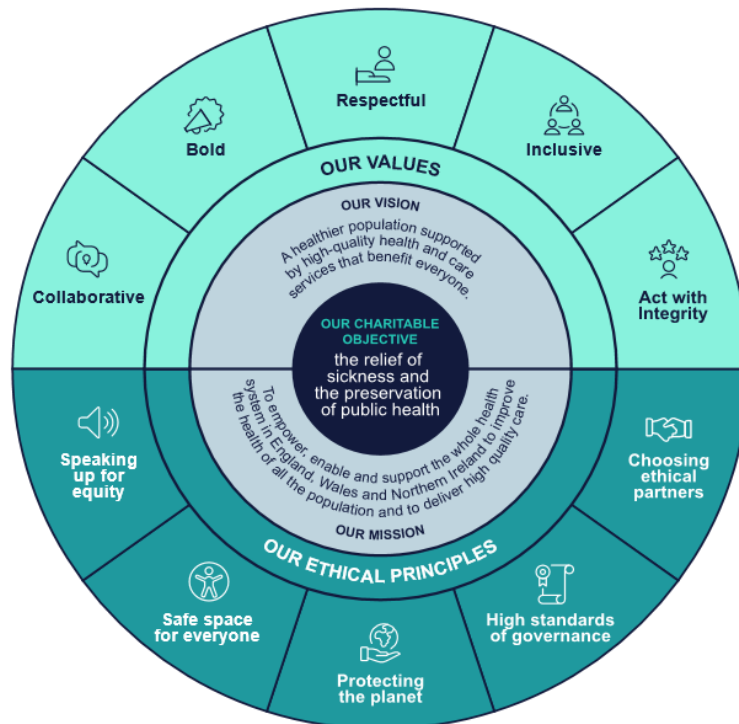 Respectful
Bold
Inclusive
Collaborative
Act with
Integrity
OUR VALUES
OUR VISION
A healthier population supported
by high-quality health and care
services that benefit everyone.
OUR CHARITABLE
OBJECTIVE
the relief of
sickness and
the preservation
of public health
To empower, enable and support the whole health
system in England, Wales and Northern Ireland to improve
the health of all the population and to deliver high quality care.
OUR MISSION
OUR ETHICAL PRINCIPLES
Speaking
up for
equity
Safe space
for everyone
Protecting
the planet
High standards
of governance
Choosing
ethical
partners